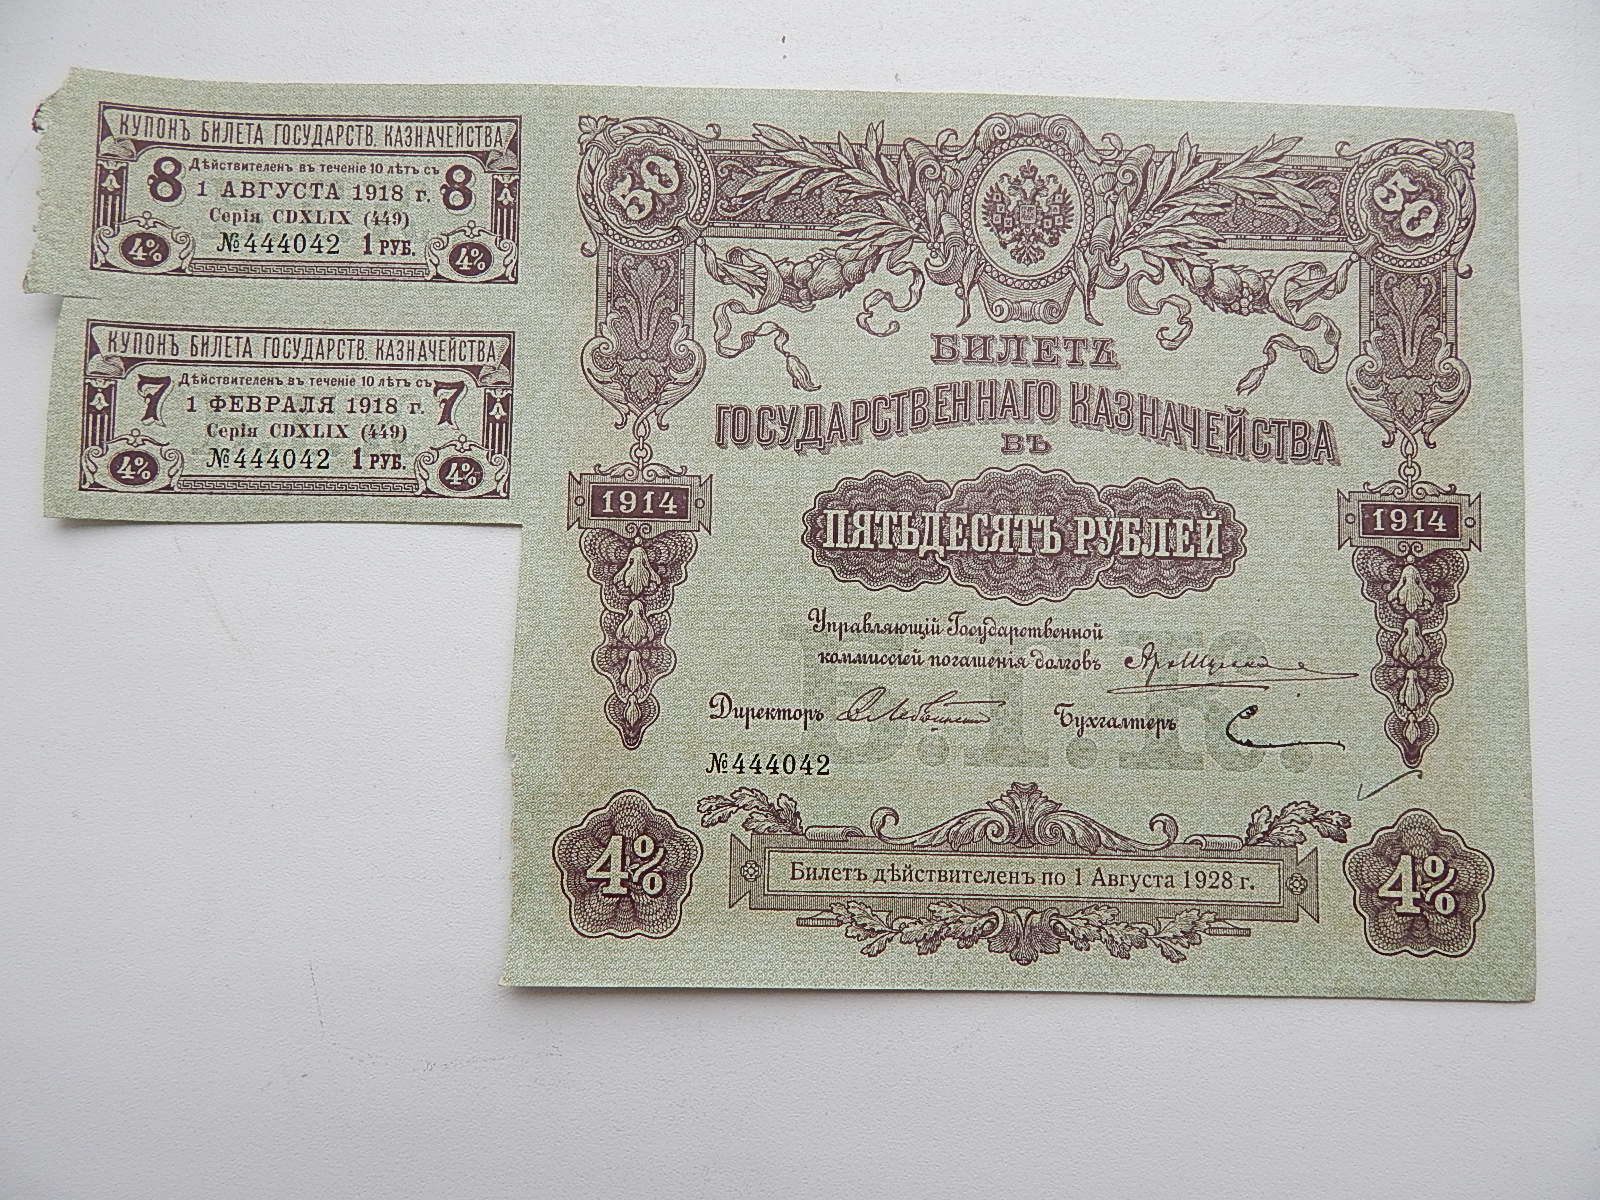 КУПОНЪ БИЛЕТА ГОСУДАРСТВ. КАЗНАЧЕЙСТВА
8 Дѣйствителенъ въ теченіе 10 лѣтъ съ 8
1 АВГУСТА 1918 г.
Серія CDXLIX (449)
№444042 1 РУБ.
4% 4%
КУПОНЪ БИЛЕТА ГОСУДАРСТВ. КАЗНАЧЕЙСТВА
7 Дѣйствителенъ въ теченіе 10 лѣтъ съ 7
1 ФЕВРАЛЯ 1918 г.
Серія CDXLIX (449)
№444042 1 РУБ.
4% 4%
50 50
БИЛЕТЪ
ГОСУДАРСТВЕННАГО КАЗНАЧЕЙСТВА
ВЪ
1914 1914
ПЯТЬДЕСЯТЪ РУБЛЕЙ
Управляющій Государственной
коммиссіей погашенія долговъ
Директоръ Бухгалтеръ
Б.Г.К.
№444042
4% 4%
Билетъ дѣйствителенъ по 1 Августа 1928 г.